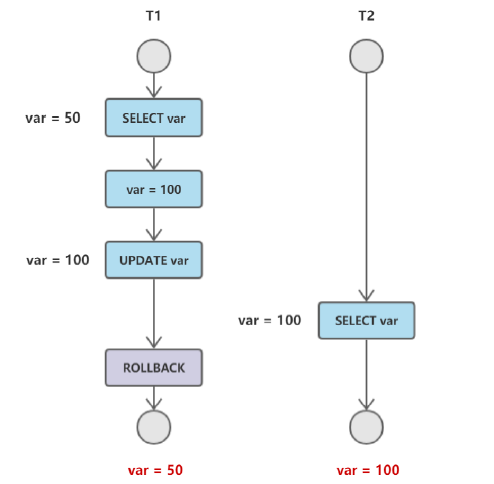 T1
T2
var = 50
SELECT var
var = 100
var = 100
UPDATE var
var = 100
SELECT var
ROLLBACK
var = 50
var = 100